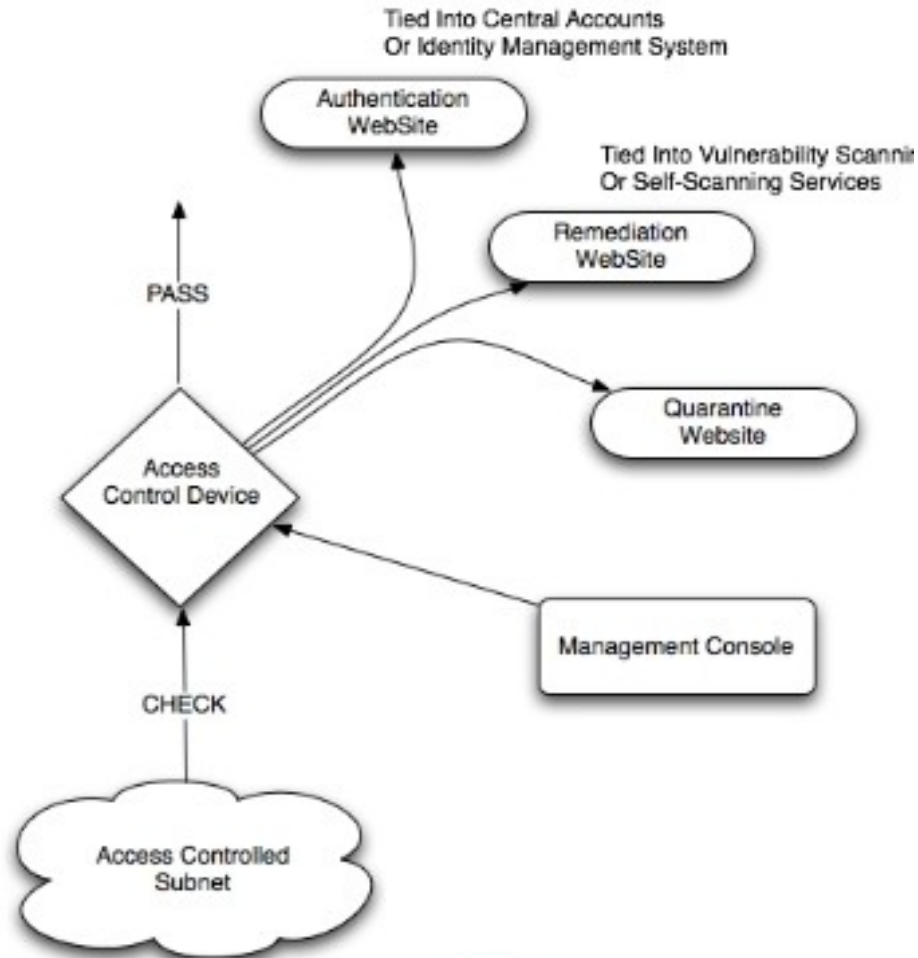 Tied Into Central Accounts
Or Identity Management System
Authentication
WebSite
Tied Into Vulnerability
Or Self-Scanning Services
Remediation
WebSite
PASS
Quarantine
Website
Access
Control Device
Management Console
CHECK
Access Controlled
Subnet